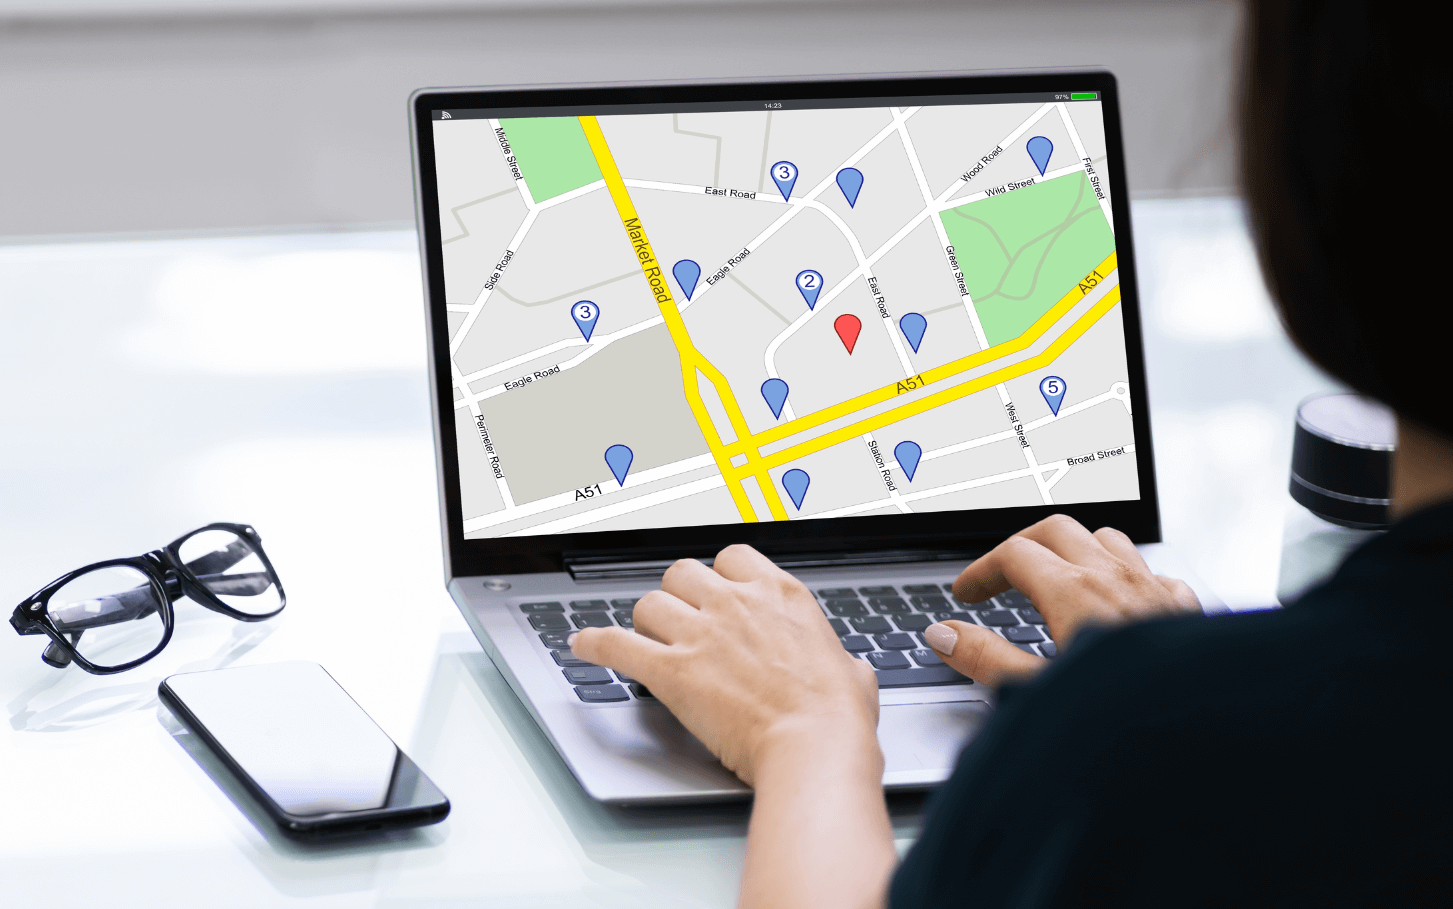 14:23
97%
Middle Street
3
East Road
Wood Road
Wild Street
First Street
Market Road
Side Road
Eagle Road
Green Street
2
East Road
A51
3
Eagle Road
A51
5
Perimeter Road
West Street
Station Road
Broad Street
A51